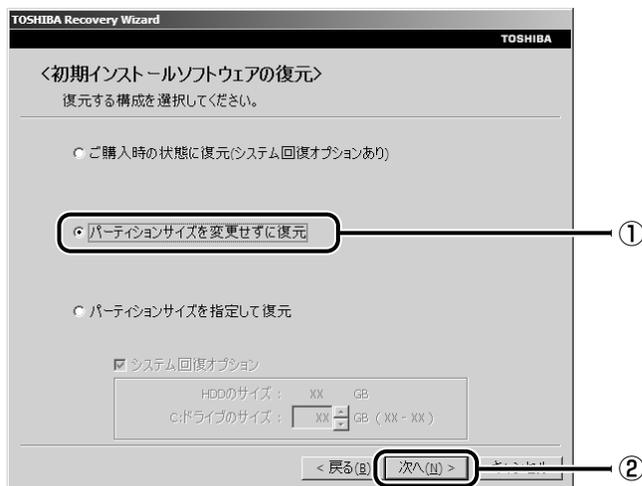 TOSHIBA Recovery Wizard
TOSHIBA
<初期インストールソフトウェアの復元>
復元する構成を選択してください。
ご購入時の状態に復元(システム回復オプションあり)
パーティションサイズを変更せずに復元
①
パーティションサイズを指定して復元
システム回復オプション
HDDのサイズ： XX GB
C:ドライブのサイズ： XX GB ( XX - XX )
< 戻る(B) 次へ(N) >
②